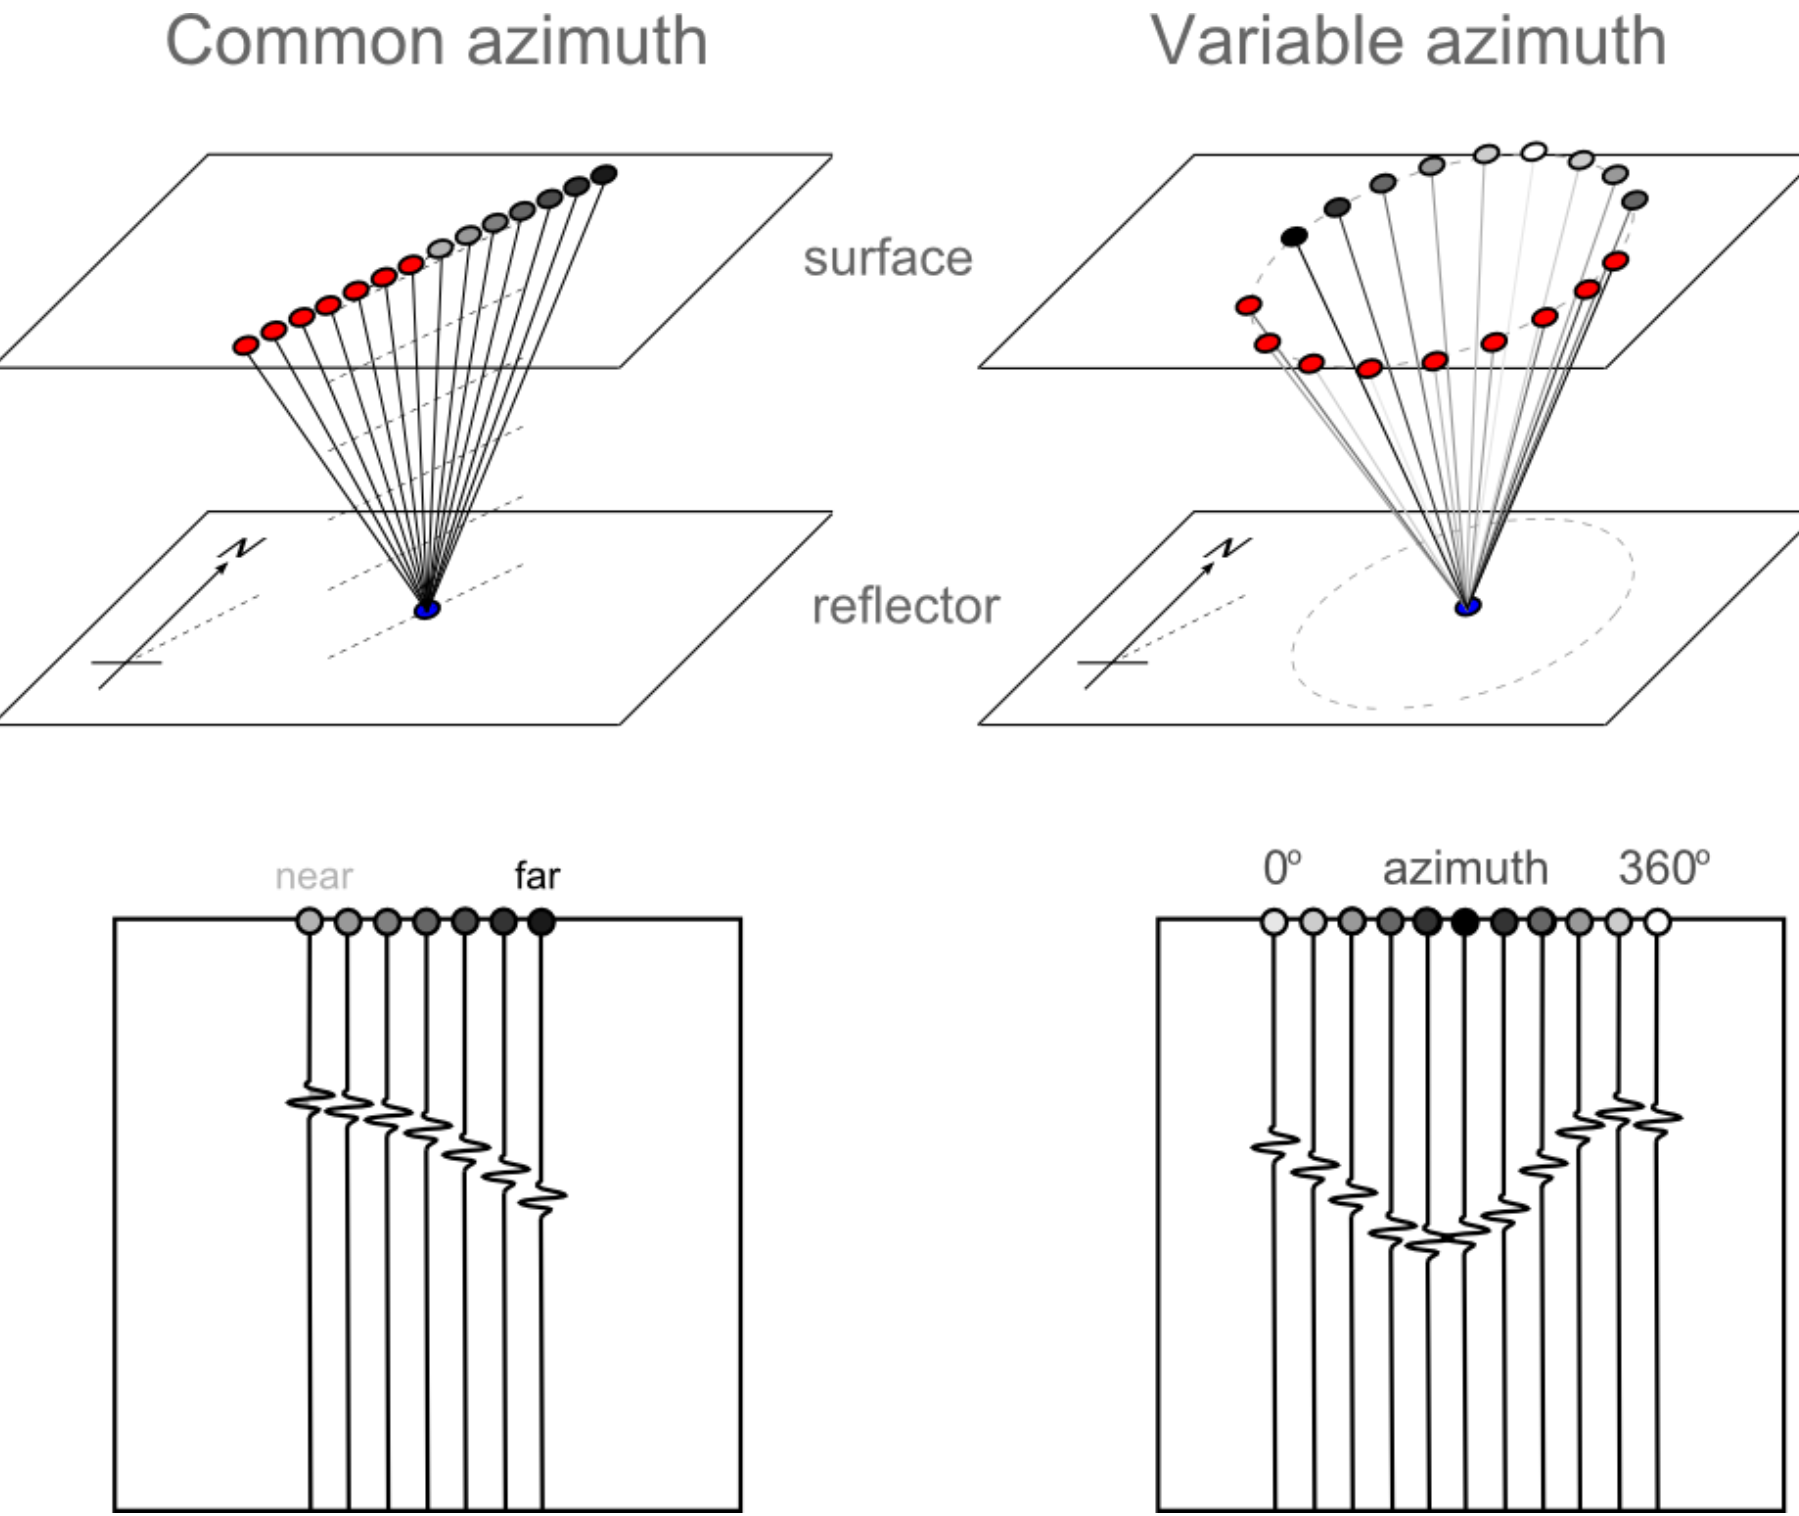 Common azimuth
Variable azimuth
surface
N
N
reflector
near
far
0º
azimuth
360º